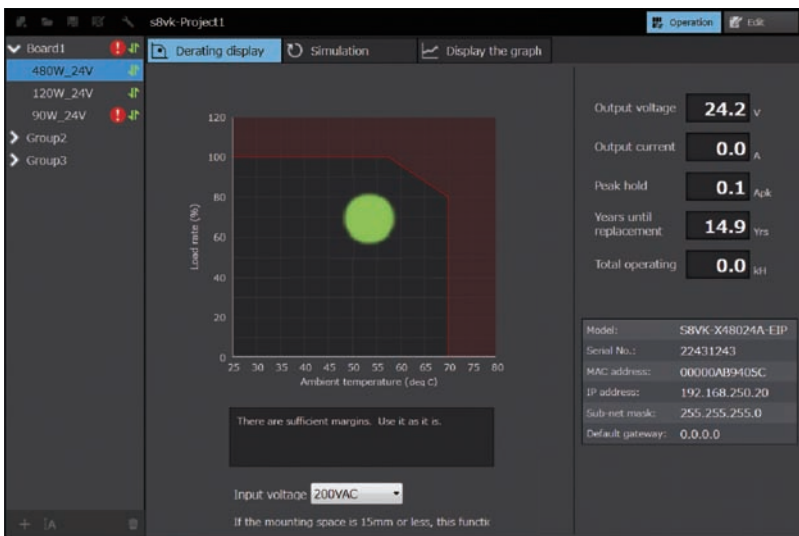 s8vk-Project1
Operation
Edit
Board1
480W_24V
120W_24V
90W_24V
Group2
Group3
Derating display
Simulation
Display the graph
120
100
80
60
40
20
0
Load rate (%)
25 30 35 40 45 50 55 60 65 70 75 80
Ambient temperature (deg C)
There are sufficient margins. Use it as it is.
Input voltage 200VAC
If the mounting space is 15mm or less, this functi
Output voltage 24.2 V
Output current 0.0 A
Peak hold 0.1 Apk
Years until
replacement 14.9 Yrs
Total operating 0.0 kH
Model: S8VK-X48024A-EIP
Serial No.: 22431243
MAC address: 00000AB9405C
IP address: 192.168.250.20
Sub-net mask: 255.255.255.0
Default gateway: 0.0.0.0